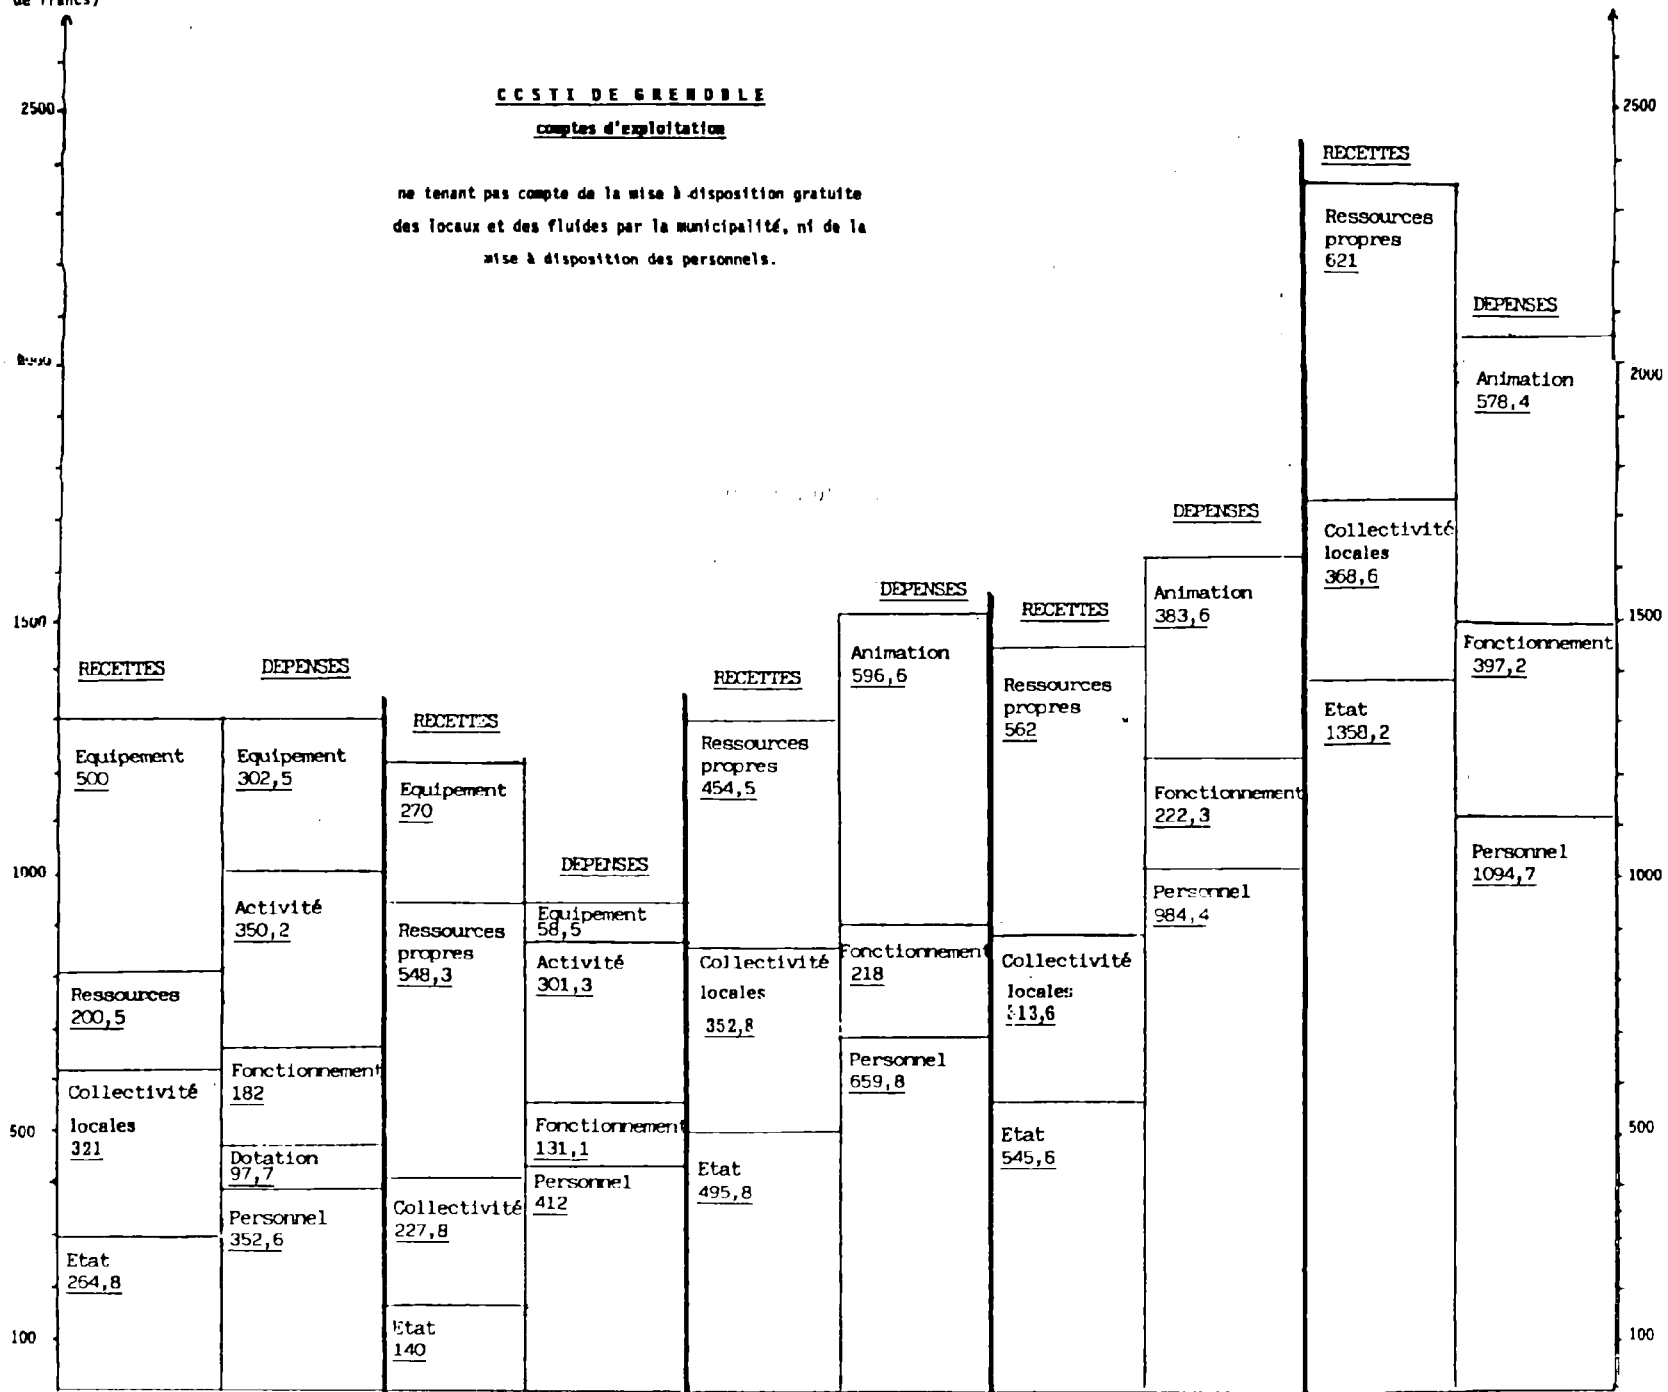 de francs)
CCSTI DE GRENOBLE
comptes d'exploitation
ne tenant pas compte de la mise à disposition gratuite
des locaux et des fluides par la municipalité, ni de la
mise à disposition des personnels.
2500
1500
1000
500
100
RECETTES
Equipement
500
Ressources
200,5
Collectivité
locales
321
Etat
264,8
DEPENSES
Equipement
302,5
Activité
350,2
Fonctionnement
182
Dotation
97,7
Personnel
352,6
RECETTES
Equipement
270
Ressources
propres
548,3
Collectivité
227,8
Etat
140
DEPENSES
Equipement
58,5
Activité
301,3
Fonctionnement
131,1
Personnel
412
RECETTES
Ressources
propres
454,5
Collectivité
locales
352,8
Etat
495,8
DEPENSES
Animation
596,6
Fonctionnement
218
Personnel
659,8
RECETTES
Ressources
propres
562
Collectivité
locales
313,6
Etat
545,6
DEPENSES
Animation
383,6
Fonctionnement
222,3
Personnel
984,4
RECETTES
Ressources
propres
621
Collectivité
locales
368,6
Etat
1358,2
DEPENSES
Animation
578,4
Fonctionnement
397,2
Personnel
1094,7
2500
2000
1500
1000
500
100